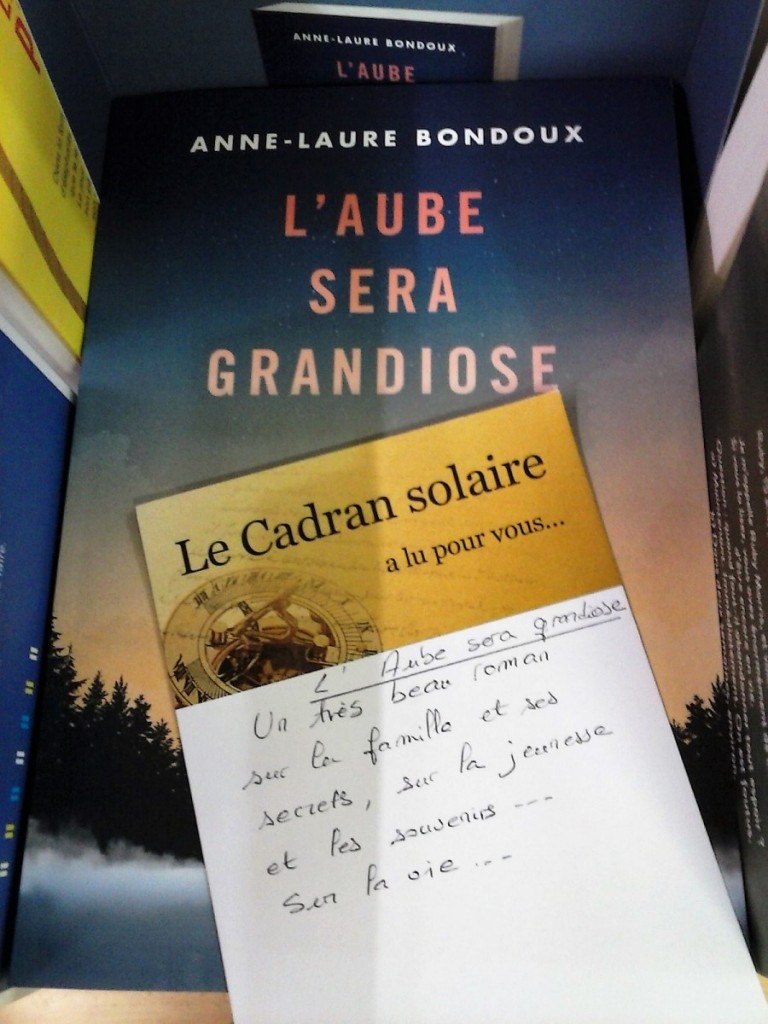 ANNE-LAURE BONDOUX
L'AUBE
ANNE-LAURE BONDOUX
L'AUBE
SERA
GRANDIOSE
Le Cadran solaire
a lu pour vous...
L'Aube sera grandiose
Un très beau roman
sur la famille et ses
secrets, sur la jeunesse
et les souvenirs ---
Sur la vie ...